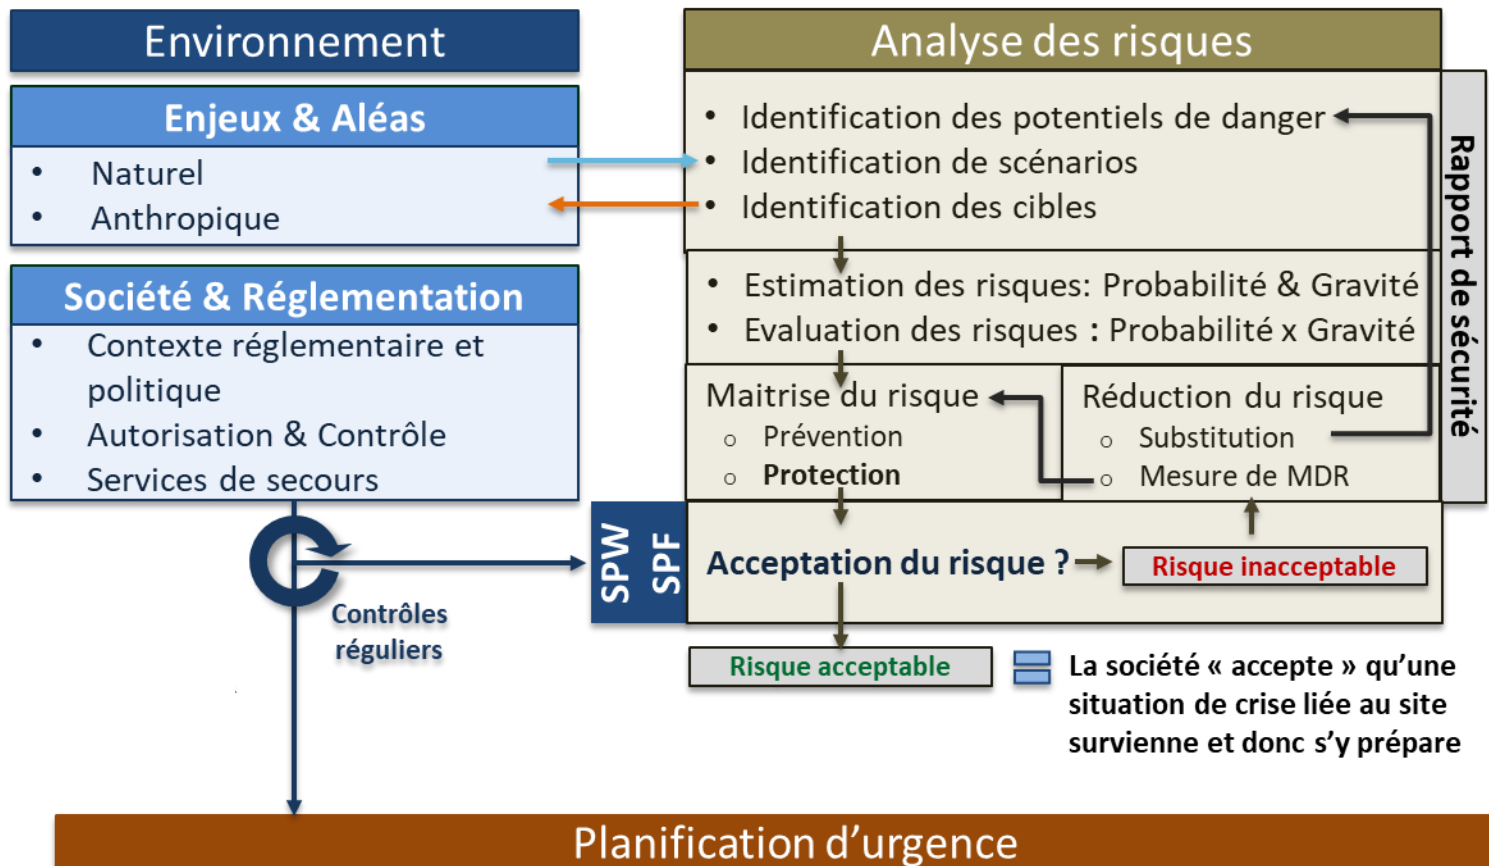 Environnement
Enjeux & Aléas
• Naturel
• Anthropique
Société & Réglementation
• Contexte réglementaire et
politique
• Autorisation & Contrôle
• Services de secours
Contrôles
réguliers
Analyse des risques
• Identification des potentiels de danger
• Identification de scénarios
• Identification des cibles
• Estimation des risques: Probabilité & Gravité
• Evaluation des risques : Probabilité x Gravité
Maitrise du risque
o Prévention
o Protection
Réduction du risque
o Substitution
o Mesure de MDR
Rapport de sécurité
SPW
SPF
Acceptation du risque ?
Risque inacceptable
Risque acceptable
La société « accepte » qu’une
situation de crise liée au site
survienne et donc s’y prépare
Planification d’urgence